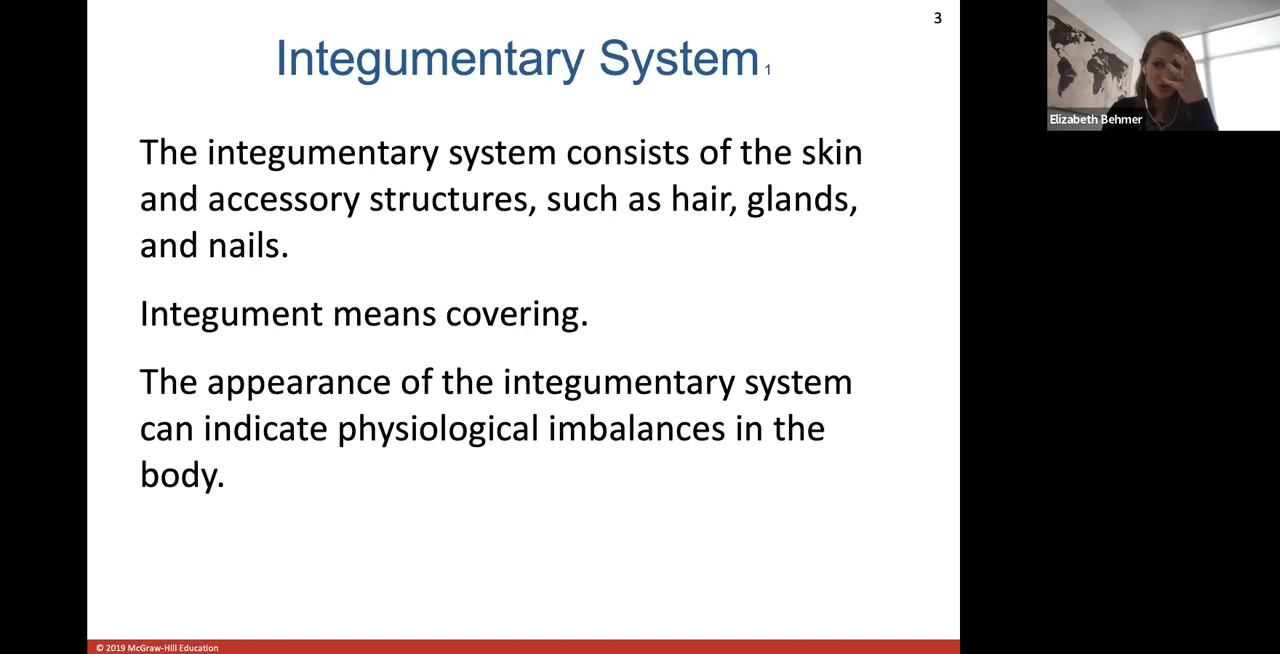 3
Integumentary System 1
Elizabeth Behmer
The integumentary system consists of the skin
and accessory structures, such as hair, glands,
and nails.
Integument means covering.
The appearance of the integumentary system
can indicate physiological imbalances in the
body.
© 2019 McGraw-Hill Education